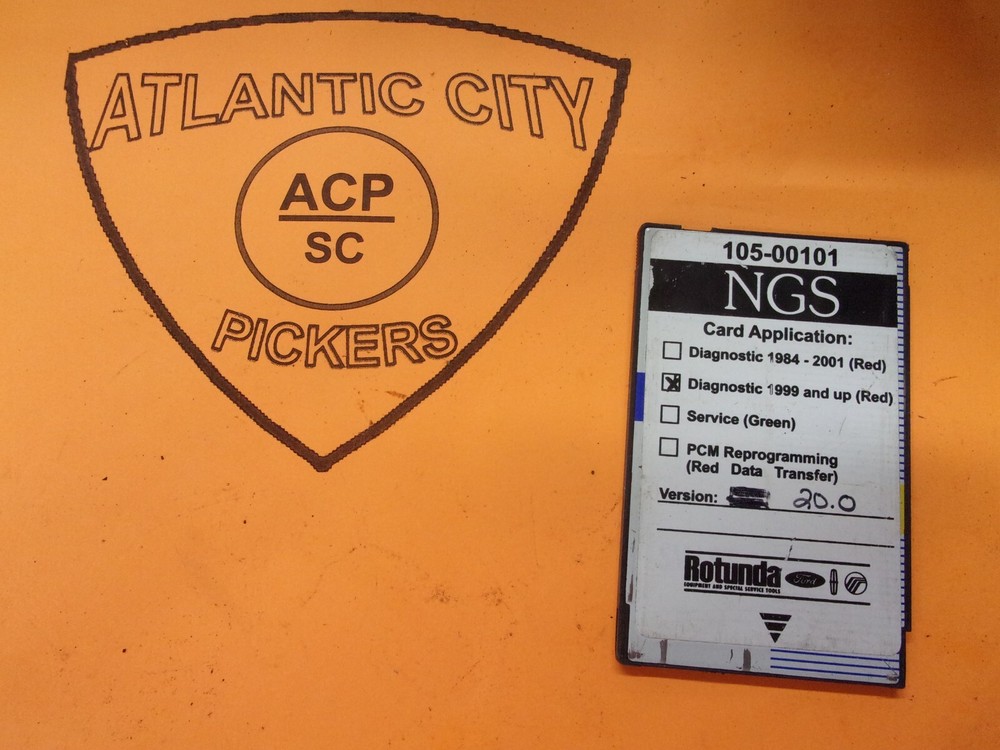 ATLANTIC CITY
ACP
SC
PICKERS
105-00101
NGS
Card Application:
Diagnostic 1984 - 2001 (Red)
Diagnostic 1999 and up (Red)
Service (Green)
PCM Reprogramming
(Red Data Transfer)
Version: 20.0
Rotunda
EQUIPMENT AND SPECIAL SERVICE TOOLS
Ford